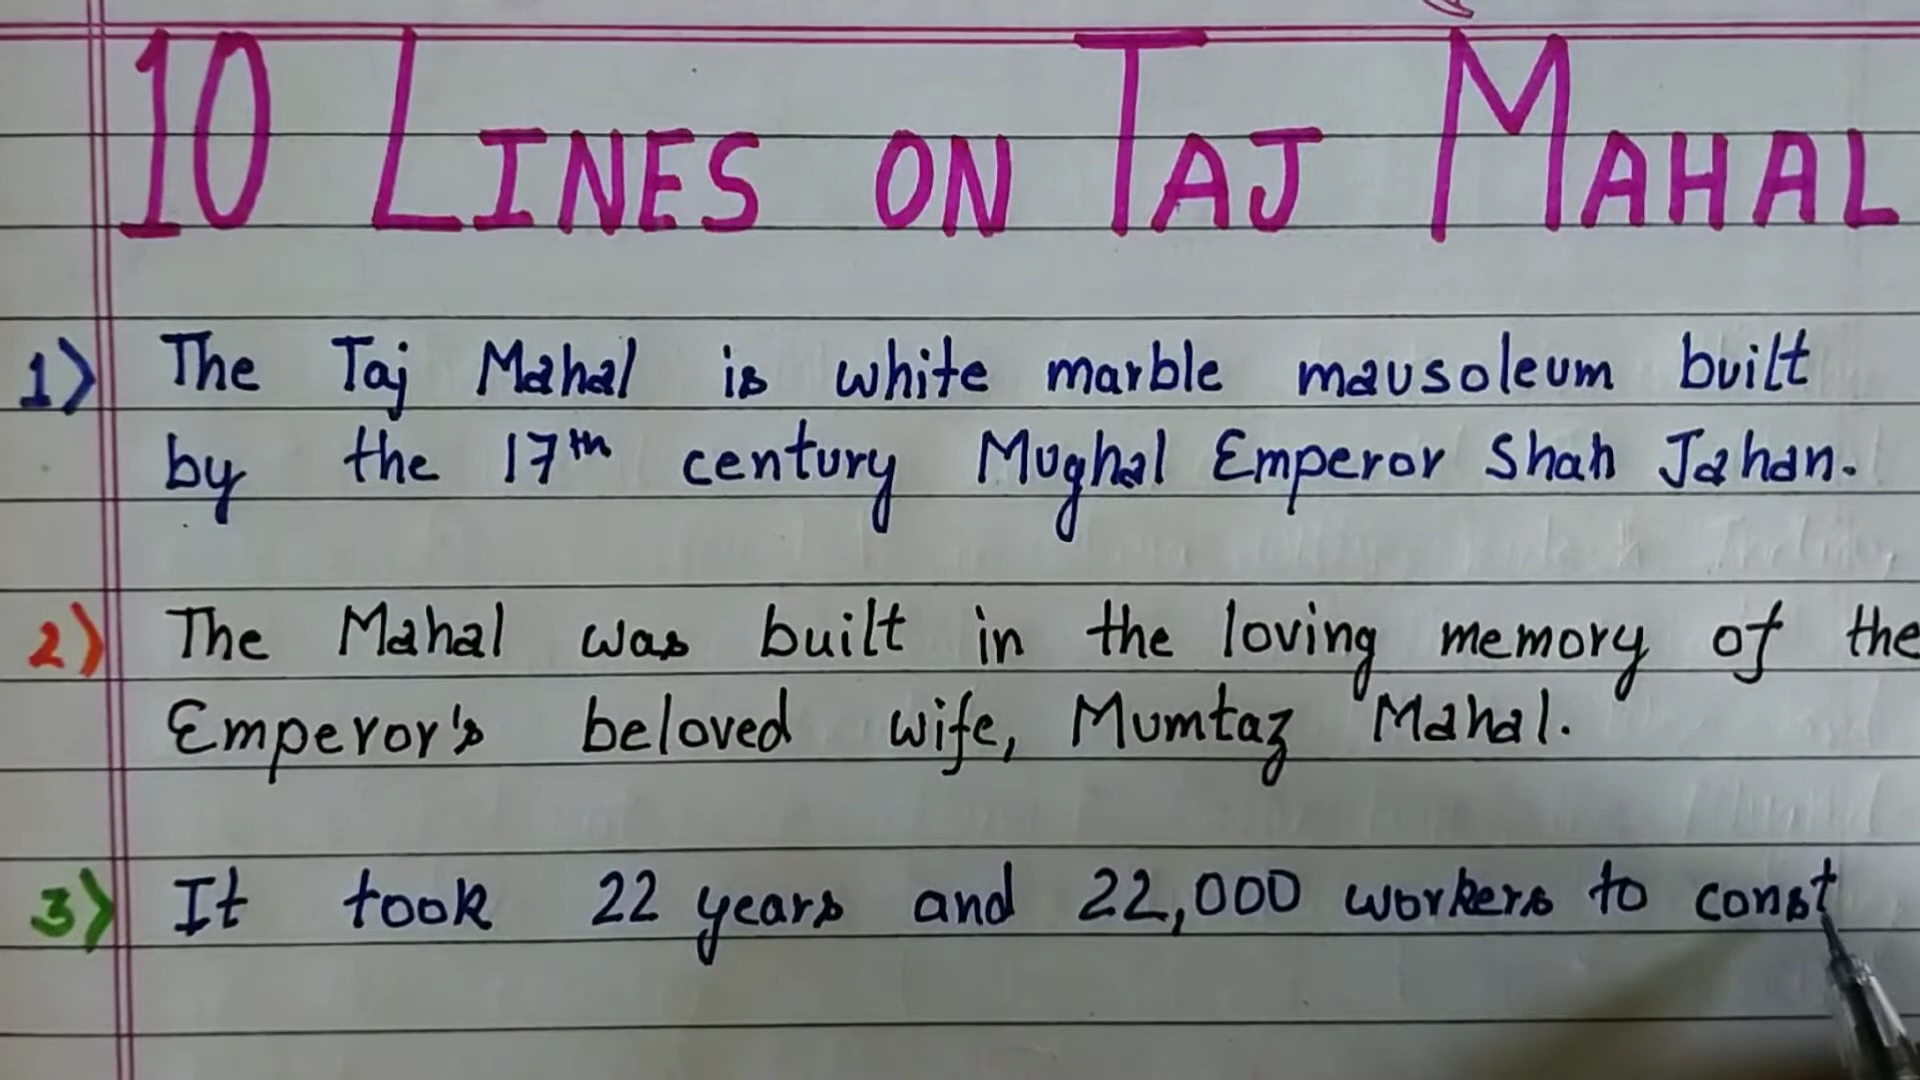 10 LINES ON TAJ MAHAL
1) The Taj Mahal is white marble mausoleum built
by the 17th century Mughal Emperor Shah Jahan.
2) The Mahal was built in the loving memory of the
Emperor's beloved wife, Mumtaz Mahal.
3) It took 22 years and 22,000 workers to const